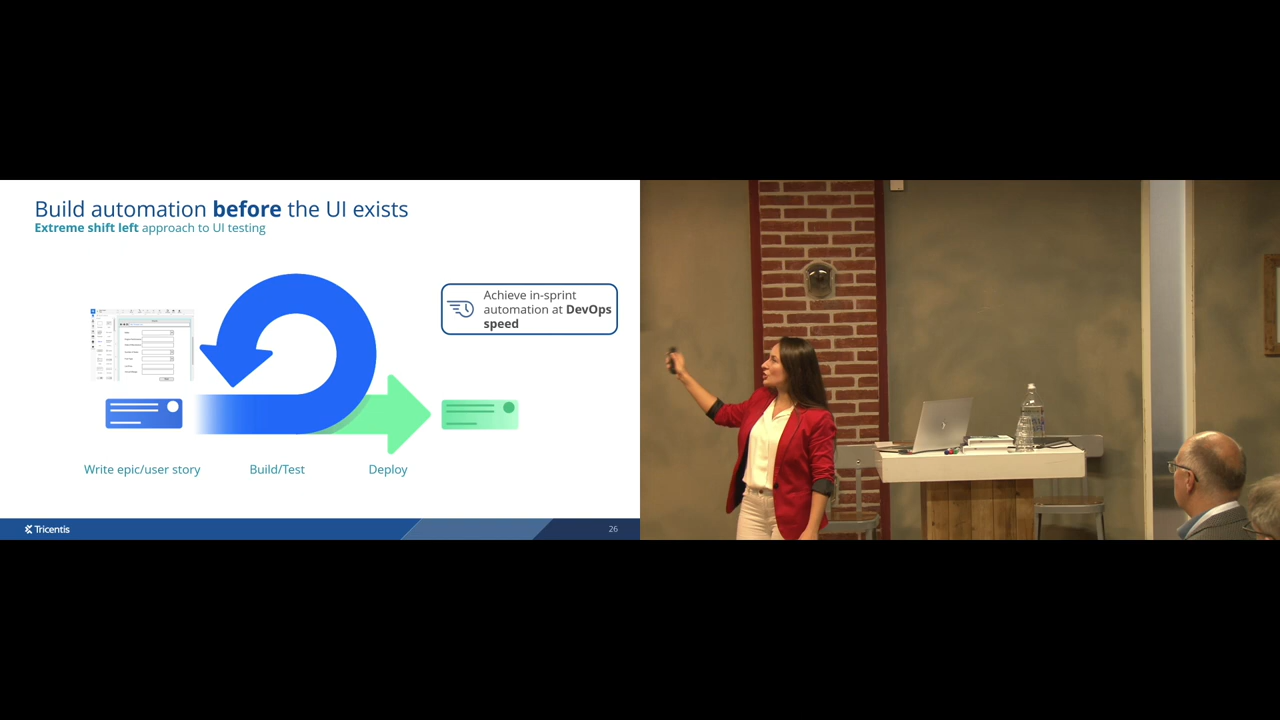 Build automation before the UI exists
Extreme shift left approach to UI testing
Achieve in-sprint
automation at DevOps
speed
Write epic/user story
Build/Test
Deploy
Tricentis
26